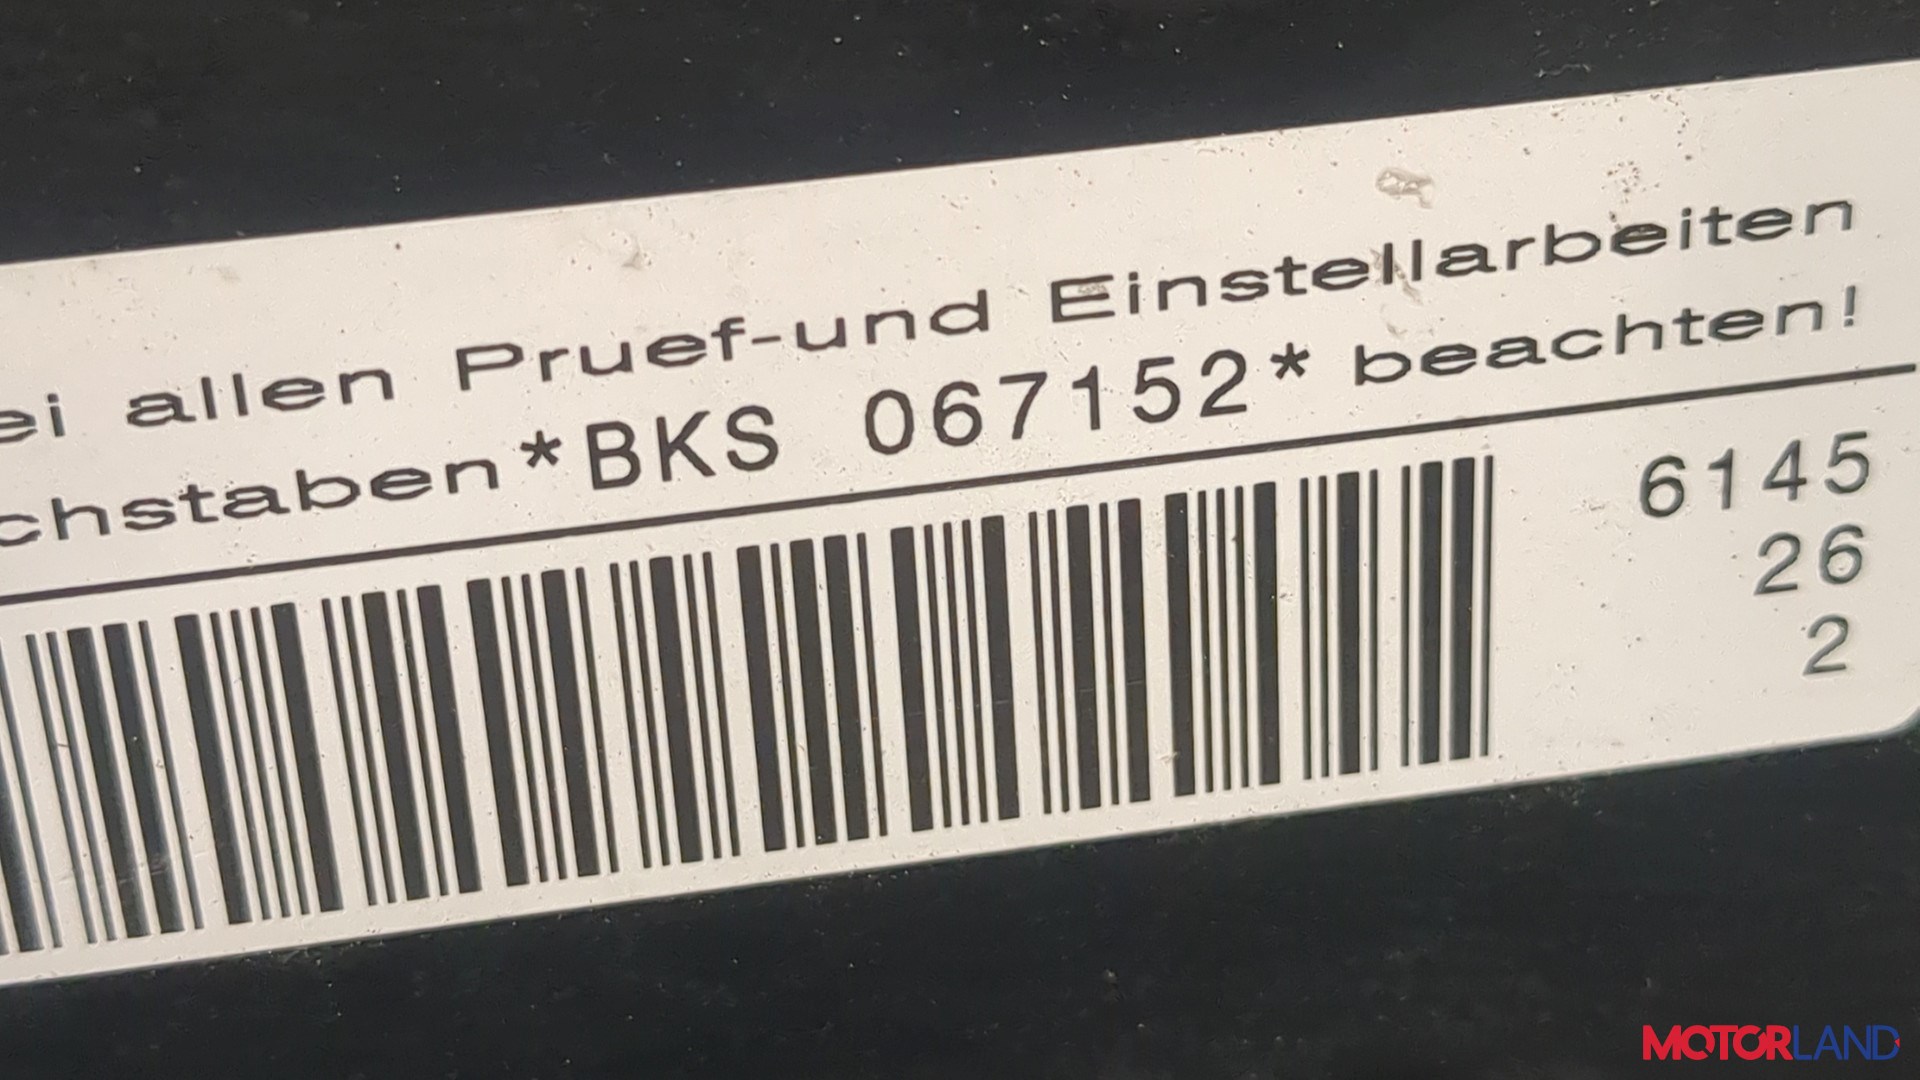 ei allen Pruef-und Einstellarbeiten
chstaben*BKS 067152*beachten!
6145
26
2
MOTORLAND